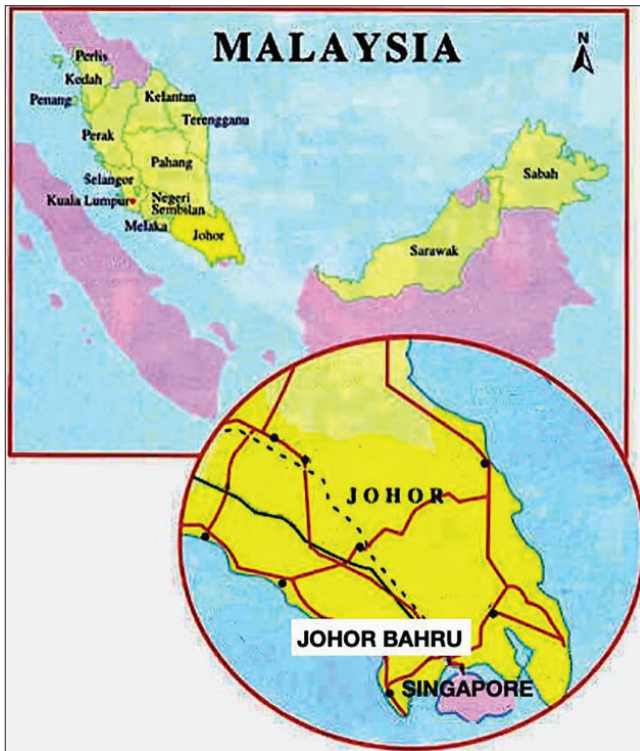 MALAYSIA
N
Perlis
Kedah
Penang
Kelantan
Terengganu
Perak
Pahang
Selangor
Kuala Lumpur
Negeri
Sembilan
Melaka
Johor
Sabah
Sarawak
JOHOR
JOHOR BAHRU
SINGAPORE